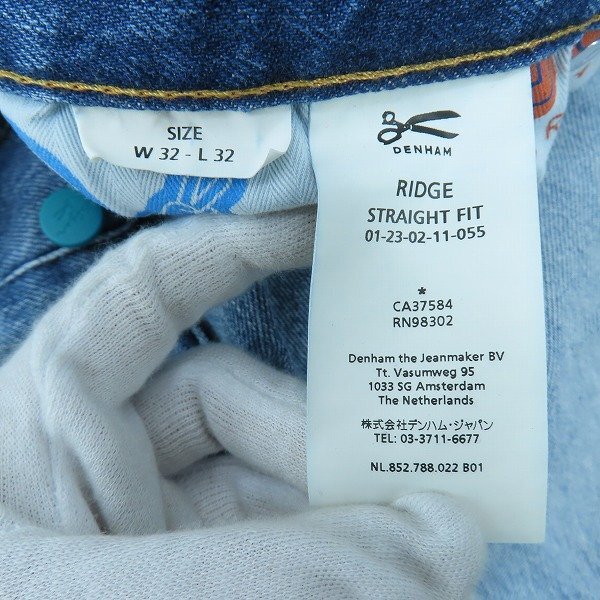 SIZE
W 32 - L 32
DENHAM
RIDGE
STRAIGHT FIT
01-23-02-11-055
*
CA37584
RN98302
Denham the Jeanmaker BV
Tt. Vasumweg 95
1033 SG Amsterdam
The Netherlands
株式会社デンハム・ジャパン
TEL: 03-3711-6677
NL.852.788.022 B01